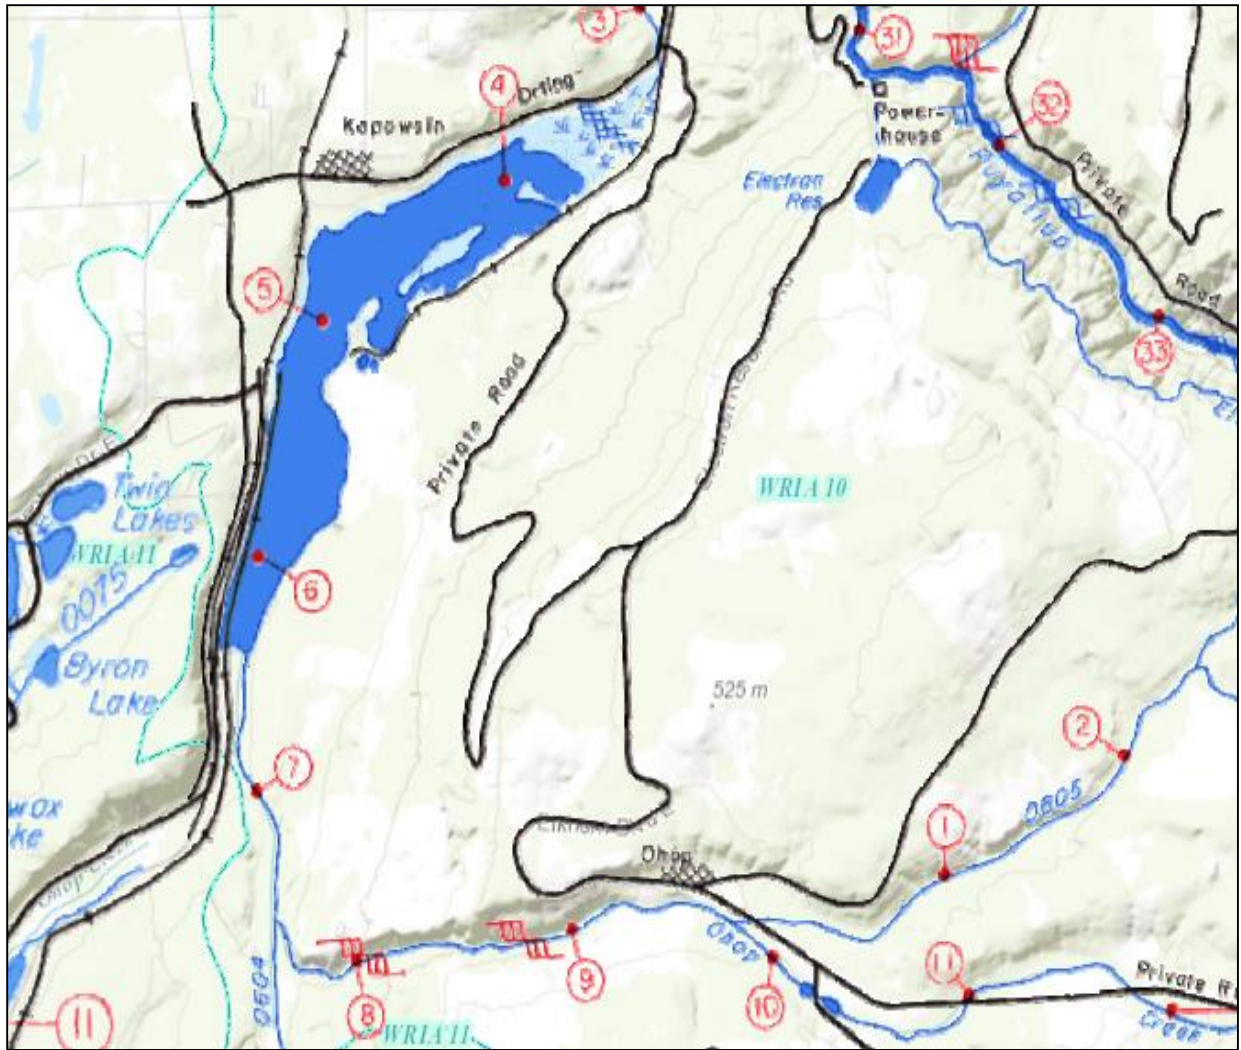 3
31
4
Orting-
32
Kapowsin
Power-
house
Private
Electron
Res
Puyallup
5
Road
33
Private Road
Twin
Lakes
WRIA 10
WRIA 11
0075
6
Byron
Lake
525 m
2
7
0805
1
Ohop
Ohop
9
10
11
Private R
8
0604
11
WRIA 11
Creek